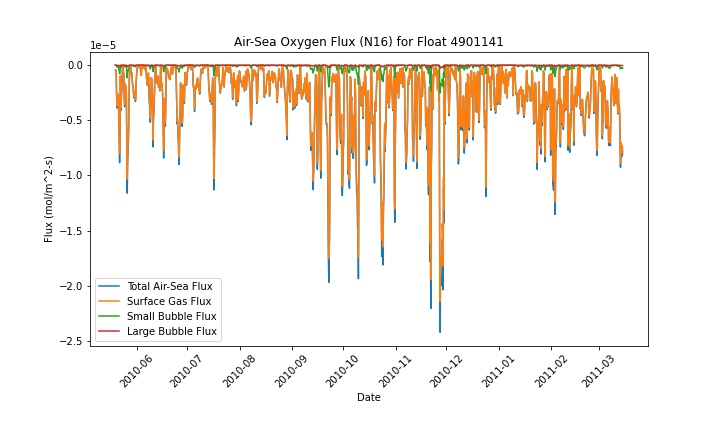 Air-Sea Oxygen Flux (N16) for Float 4901141
1e−5
0.0
−0.5
−1.0
−1.5
−2.0
−2.5
Flux (mol/m^2-s)
Total Air-Sea Flux
Surface Gas Flux
Small Bubble Flux
Large Bubble Flux
2010-06
2010-07
2010-08
2010-09
2010-10
2010-11
2010-12
2011-01
2011-02
2011-03
Date